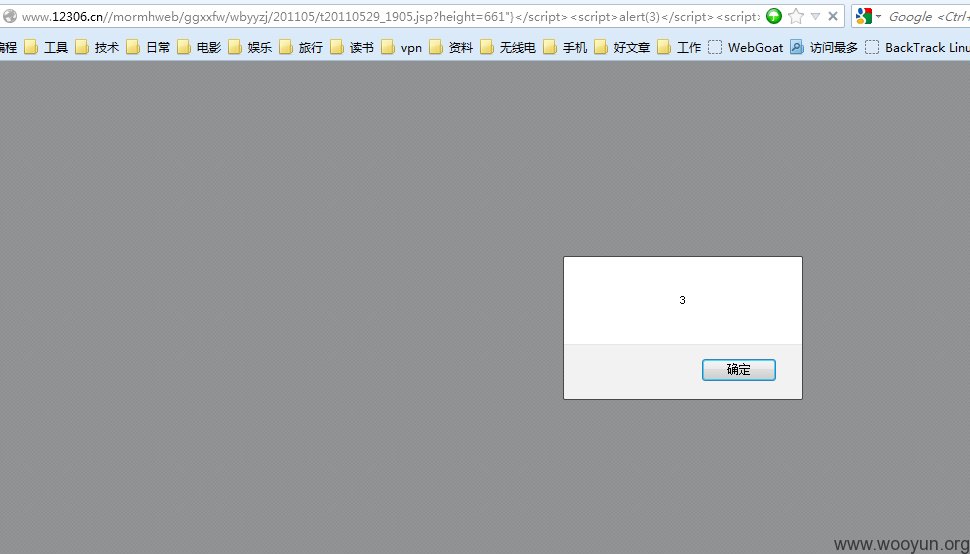 www.12306.cn//mormhweb/ggxxfw/wbyyzj/201105/t20110529_1905.jsp?height=661"}</script><script>alert(3)</script><script> Google <Ctrl+
编程 工具 技术 日常 电影 娱乐 旅行 读书 vpn 资料 无线电 手机 好文章 工作 WebGoat 访问最多 BackTrack Linu
3
确定
www.wooyun.org